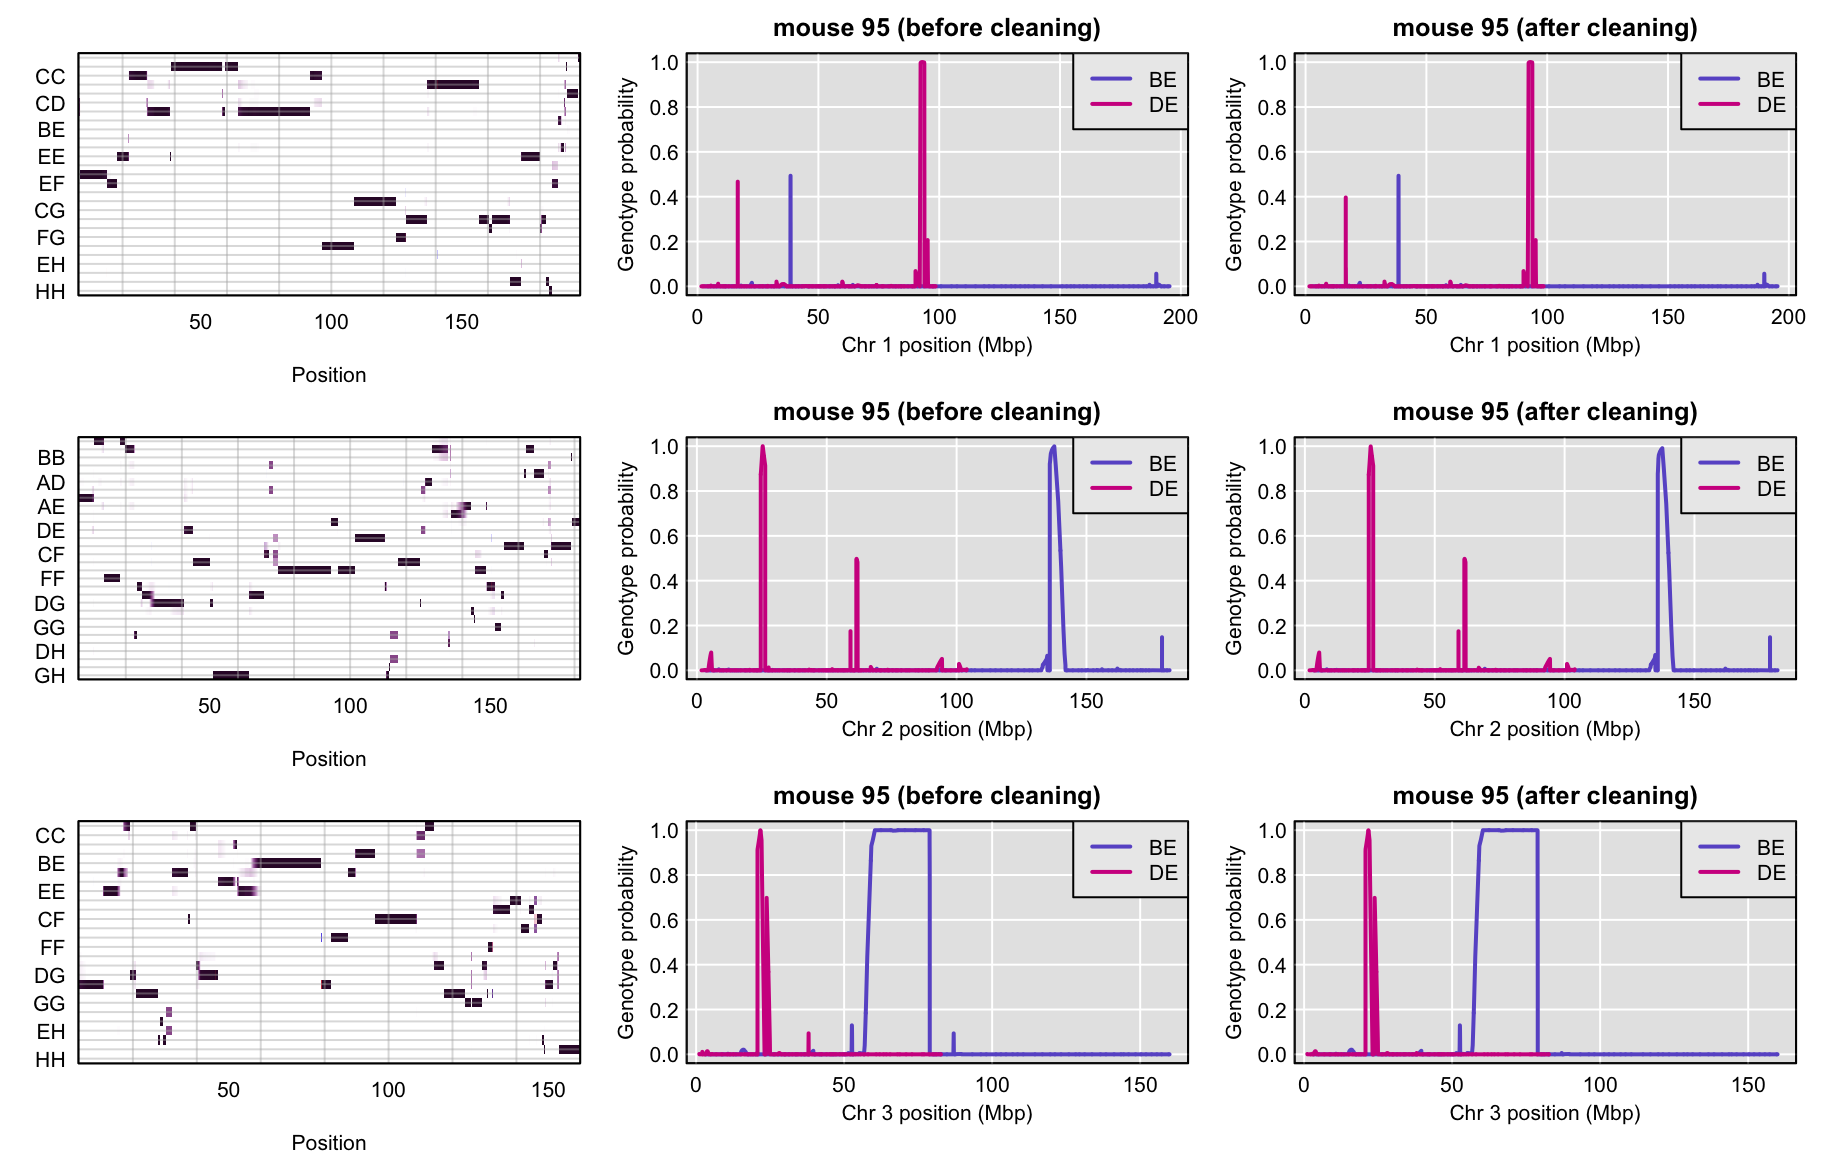 mouse 95 (before cleaning)
mouse 95 (after cleaning)
CC
CD
BE
EE
EF
CG
FG
EH
HH
50 100 150
Position
Genotype probability
1.0
0.8
0.6
0.4
0.2
0.0
BE
DE
0 50 100 150 200
Chr 1 position (Mbp)
Genotype probability
1.0
0.8
0.6
0.4
0.2
0.0
BE
DE
0 50 100 150 200
Chr 1 position (Mbp)
mouse 95 (before cleaning)
mouse 95 (after cleaning)
BB
AD
AE
DE
CF
FF
DG
GG
DH
GH
50 100 150
Position
Genotype probability
1.0
0.8
0.6
0.4
0.2
0.0
BE
DE
0 50 100 150
Chr 2 position (Mbp)
Genotype probability
1.0
0.8
0.6
0.4
0.2
0.0
BE
DE
0 50 100 150
Chr 2 position (Mbp)
mouse 95 (before cleaning)
mouse 95 (after cleaning)
CC
BE
EE
CF
FF
DG
GG
EH
HH
50 100 150
Position
Genotype probability
1.0
0.8
0.6
0.4
0.2
0.0
BE
DE
0 50 100 150
Chr 3 position (Mbp)
Genotype probability
1.0
0.8
0.6
0.4
0.2
0.0
BE
DE
0 50 100 150
Chr 3 position (Mbp)